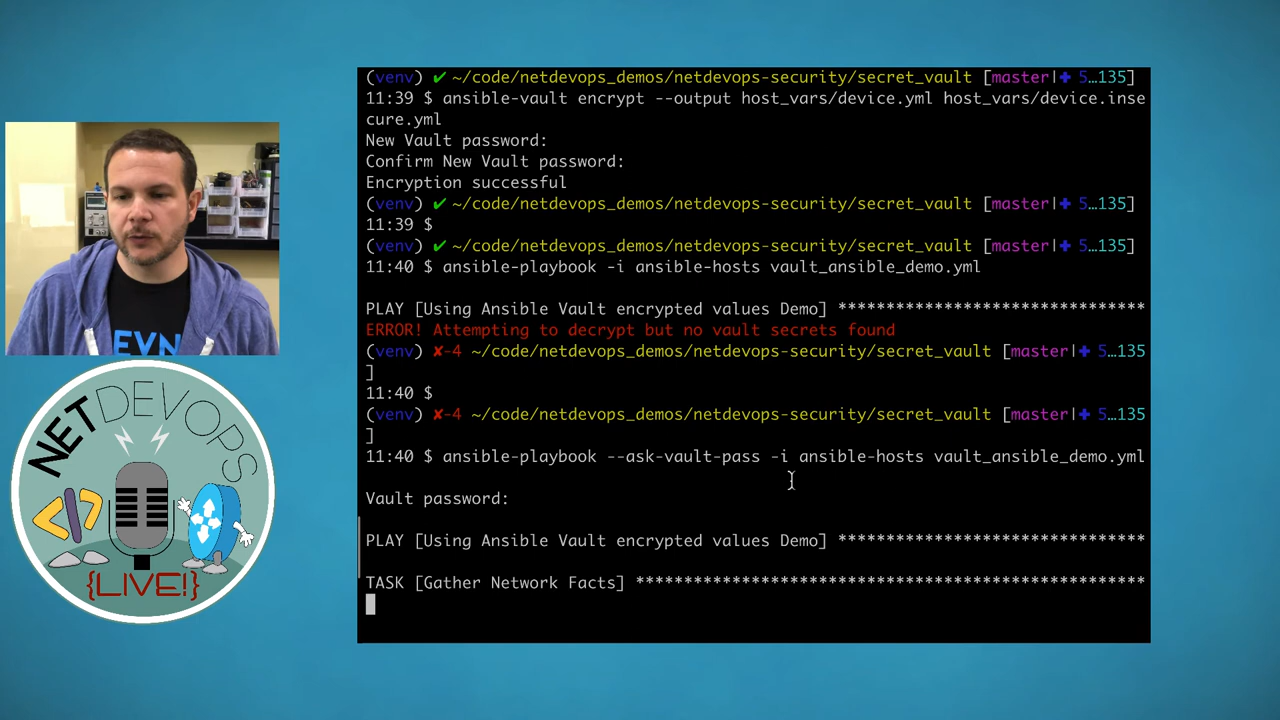 (venv) ✔ ~/code/netdevops_demos/netdevops-security/secret_vault [master|✚ 5…135]
11:39 $ ansible-vault encrypt --output host_vars/device.yml host_vars/device.inse
cure.yml
New Vault password:
Confirm New Vault password:
Encryption successful
(venv) ✔ ~/code/netdevops_demos/netdevops-security/secret_vault [master|✚ 5…135]
11:39 $
(venv) ✔ ~/code/netdevops_demos/netdevops-security/secret_vault [master|✚ 5…135]
11:40 $ ansible-playbook -i ansible-hosts vault_ansible_demo.yml
PLAY [Using Ansible Vault encrypted values Demo] ********************************
ERROR! Attempting to decrypt but no vault secrets found
(venv) ✘-4 ~/code/netdevops_demos/netdevops-security/secret_vault [master|✚ 5…135
]
11:40 $
(venv) ✘-4 ~/code/netdevops_demos/netdevops-security/secret_vault [master|✚ 5…135
]
11:40 $ ansible-playbook --ask-vault-pass -i ansible-hosts vault_ansible_demo.yml
Vault password:
PLAY [Using Ansible Vault encrypted values Demo] ********************************
TASK [Gather Network Facts] *****************************************************
EVN
NETDEVOPS
</>
{LIVE!}